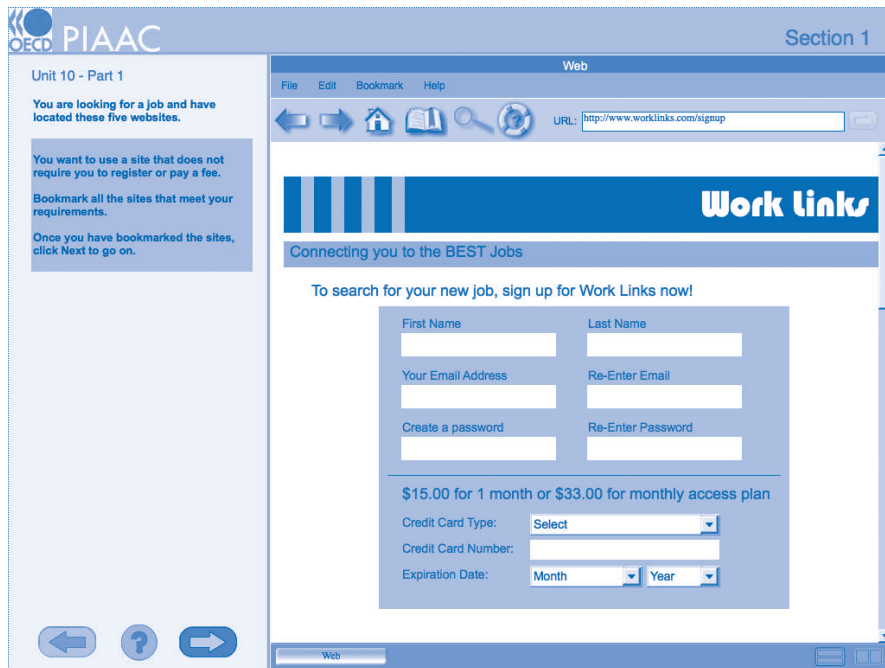 OECD PIAAC
Section 1
Unit 10 - Part 1
You are looking for a job and have
located these five websites.
You want to use a site that does not
require you to register or pay a fee.
Bookmark all the sites that meet your
requirements.
Once you have bookmarked the sites,
click Next to go on.
Web
File Edit Bookmark Help
URL: http://www.worklinks.com/signup
Work Links
Connecting you to the BEST Jobs
To search for your new job, sign up for Work Links now!
First Name Last Name
Your Email Address Re-Enter Email
Create a password Re-Enter Password
$15.00 for 1 month or $33.00 for monthly access plan
Credit Card Type: Select
Credit Card Number:
Expiration Date: Month Year
?
Web